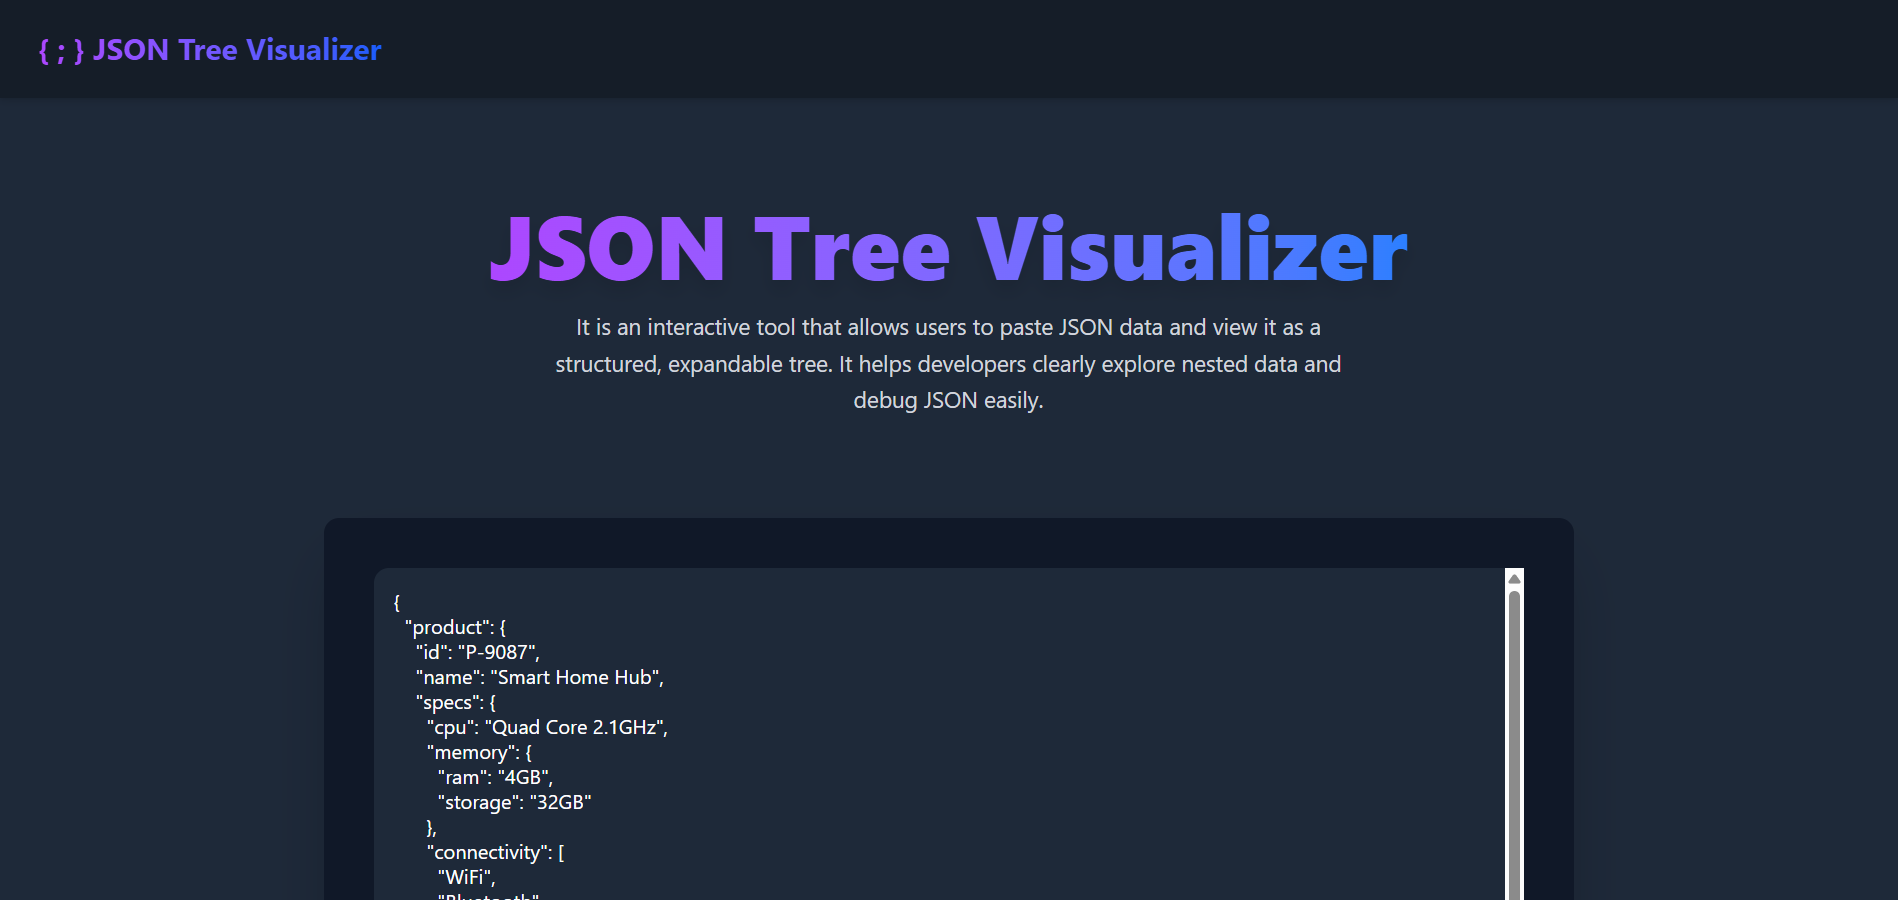 { ; } JSON Tree Visualizer
JSON Tree Visualizer
It is an interactive tool that allows users to paste JSON data and view it as a
structured, expandable tree. It helps developers clearly explore nested data and
debug JSON easily.
{
"product": {
"id": "P-9087",
"name": "Smart Home Hub",
"specs": {
"cpu": "Quad Core 2.1GHz",
"memory": {
"ram": "4GB",
"storage": "32GB"
},
"connectivity": [
"WiFi",
"Bluetooth"